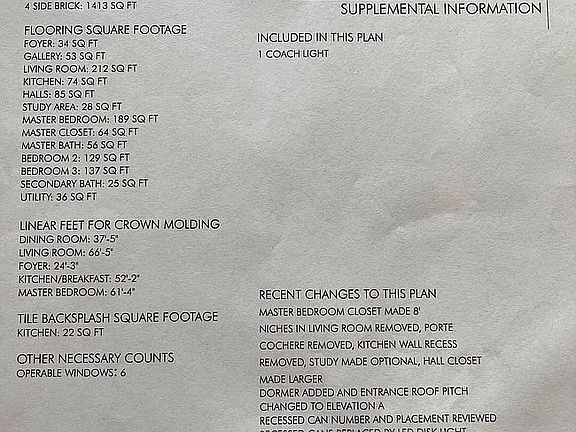 4 SIDE BRICK: 1413 SQ FT
FLOORING SQUARE FOOTAGE
FOYER: 34 SQ FT
GALLERY: 53 SQ FT
LIVING ROOM: 212 SQ FT
KITCHEN: 74 SQ FT
HALLS: 85 SQ FT
STUDY AREA: 28 SQ FT
MASTER BEDROOM: 189 SQ FT
MASTER CLOSET: 64 SQ FT
MASTER BATH: 56 SQ FT
BEDROOM 2: 129 SQ FT
BEDROOM 3: 137 SQ FT
SECONDARY BATH: 25 SQ FT
UTILITY: 36 SQ FT
LINEAR FEET FOR CROWN MOLDING
DINING ROOM: 37'-5"
LIVING ROOM: 66'-5"
FOYER: 24'-3"
KITCHEN/BREAKFAST: 52'-2"
MASTER BEDROOM: 61'-4"
TILE BACKSPLASH SQUARE FOOTAGE
KITCHEN: 22 SQ FT
OTHER NECESSARY COUNTS
OPERABLE WINDOWS: 6
SUPPLEMENTAL INFORMATION
INCLUDED IN THIS PLAN
1 COACH LIGHT
RECENT CHANGES TO THIS PLAN
MASTER BEDROOM CLOSET MADE 8'
NICHES IN LIVING ROOM REMOVED, PORTE
COCHERE REMOVED, KITCHEN WALL RECESS
REMOVED, STUDY MADE OPTIONAL, HALL CLOSET
MADE LARGER
DORMER ADDED AND ENTRANCE ROOF PITCH
CHANGED TO ELEVATION A
RECESSED CAN NUMBER AND PLACEMENT REVIEWED
RECESSED CANS REPLACED BY LED DISK LIGHT